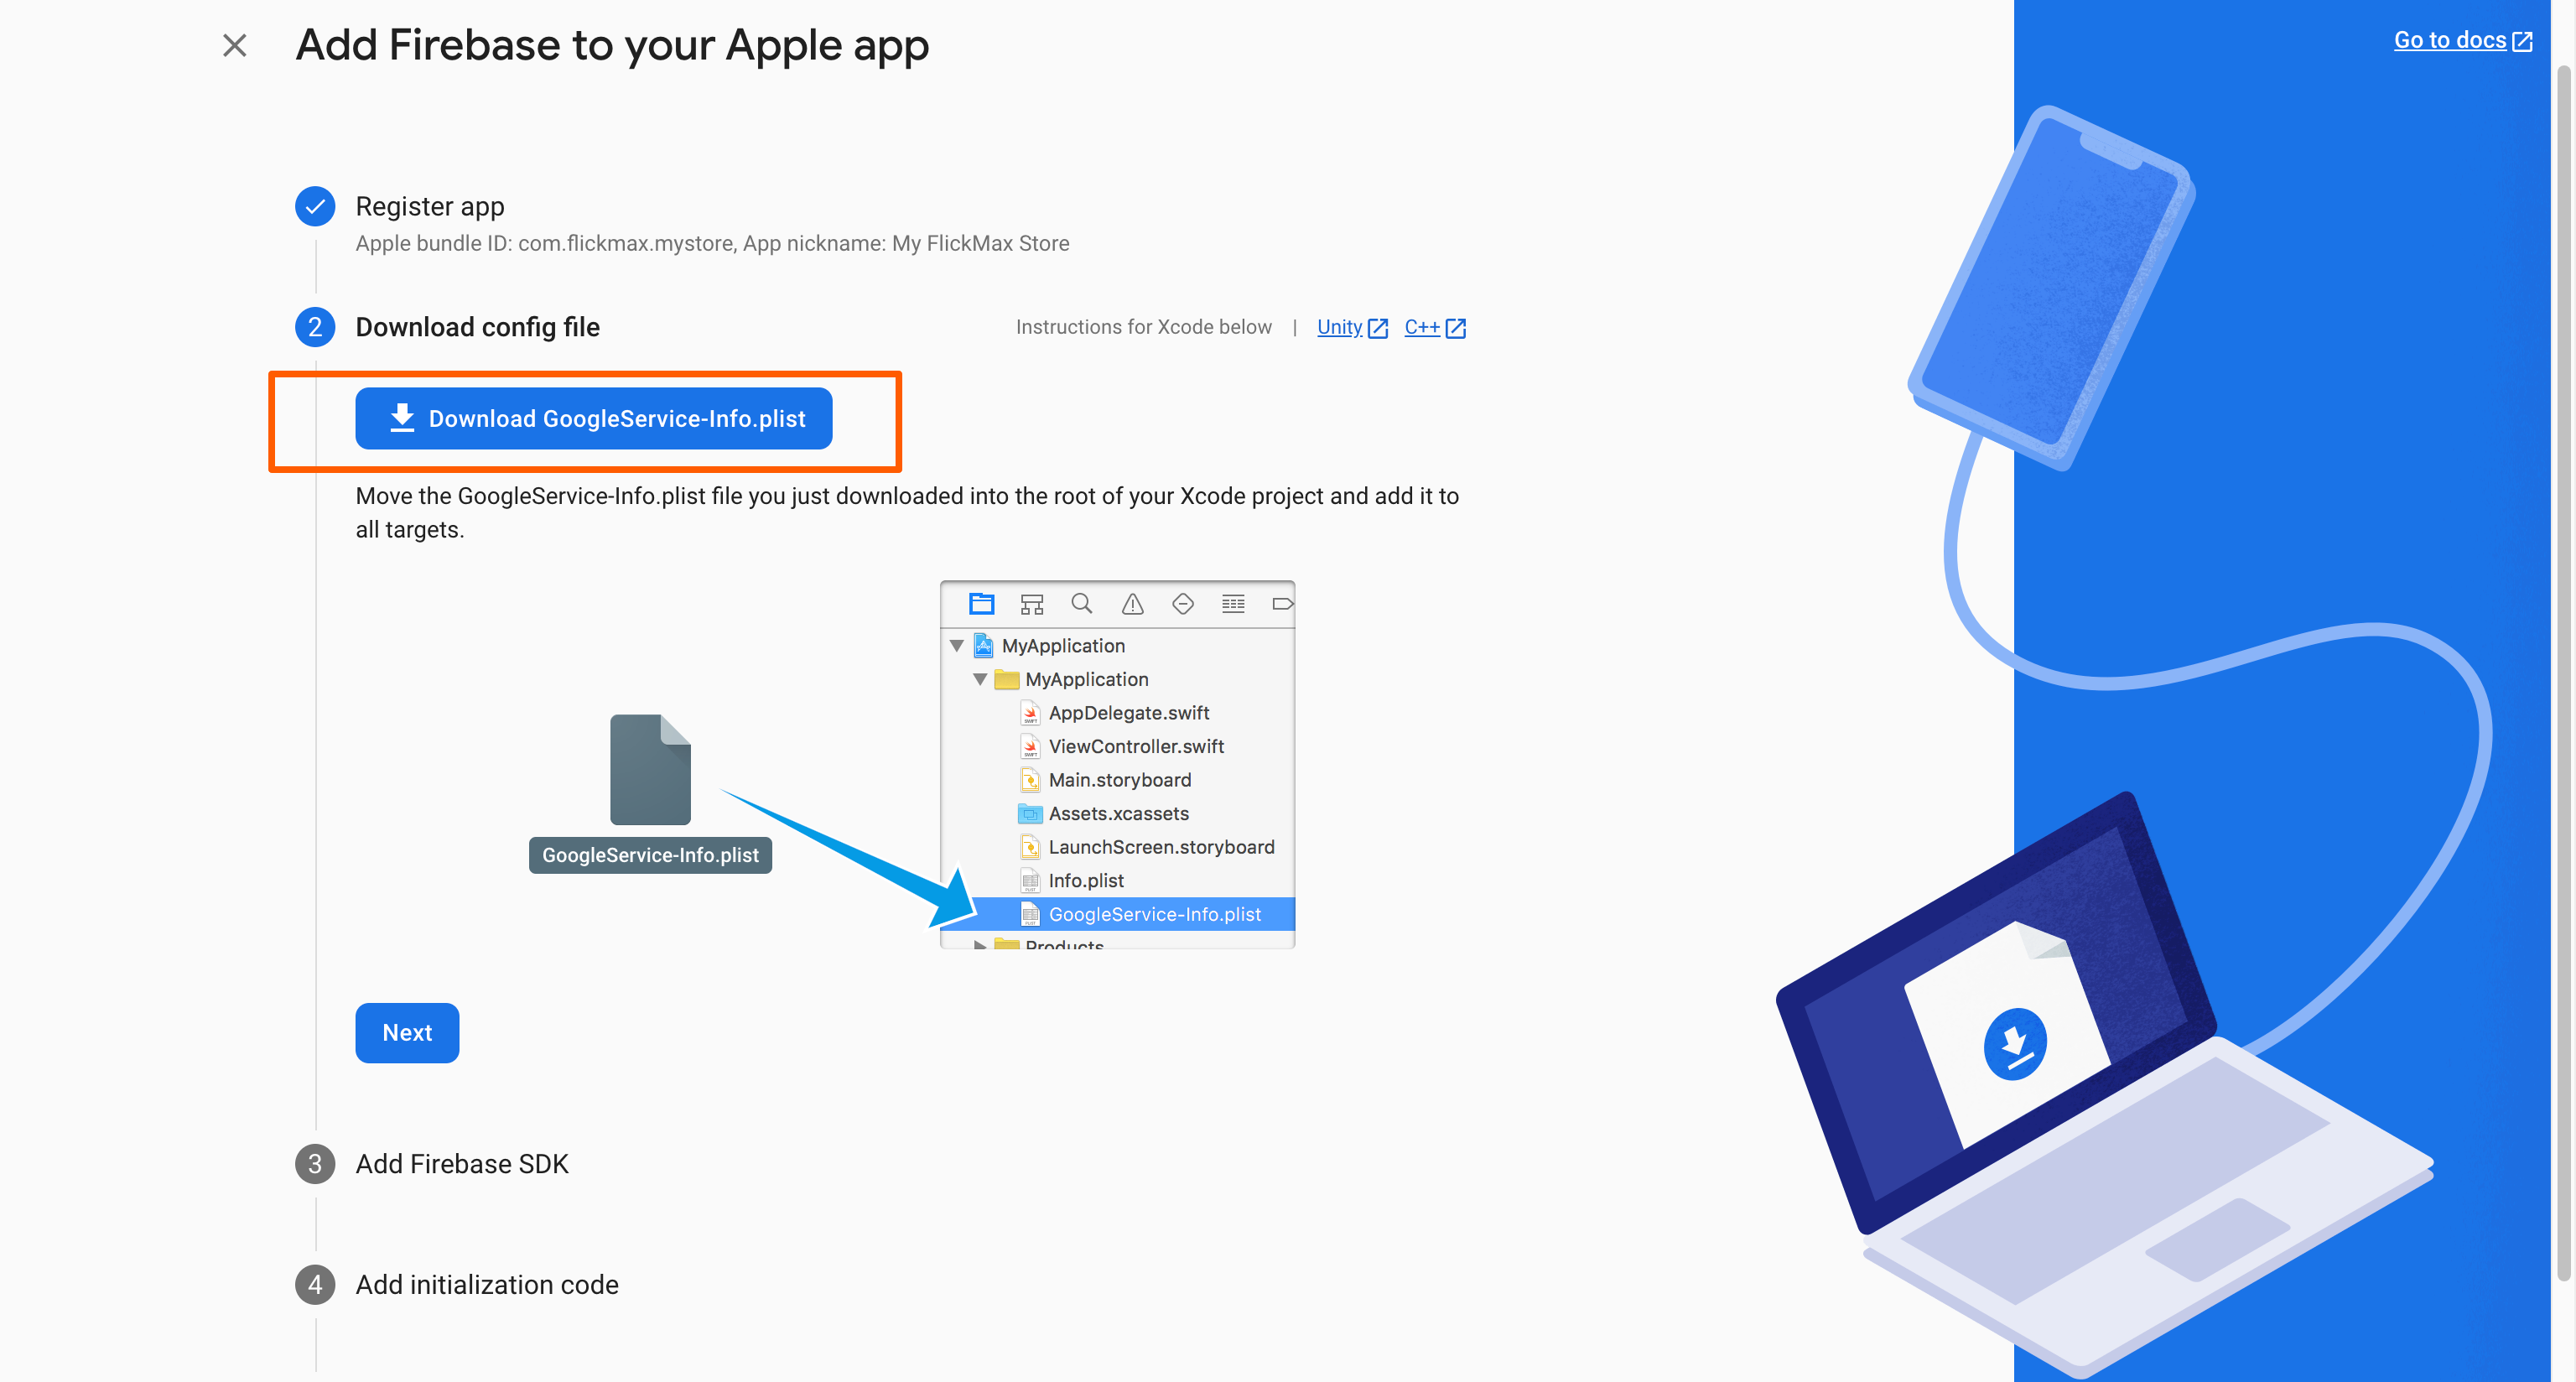 Add Firebase to your Apple app
Go to docs
Register app
Apple bundle ID: com.flickmax.mystore, App nickname: My FlickMax Store
2
Download config file
Instructions for Xcode below | Unity C++
Download GoogleService-Info.plist
Move the GoogleService-Info.plist file you just downloaded into the root of your Xcode project and add it to
all targets.
GoogleService-Info.plist
MyApplication
MyApplication
AppDelegate.swift
ViewController.swift
Main.storyboard
Assets.xcassets
LaunchScreen.storyboard
Info.plist
GoogleService-Info.plist
Products
Next
3
Add Firebase SDK
4
Add initialization code